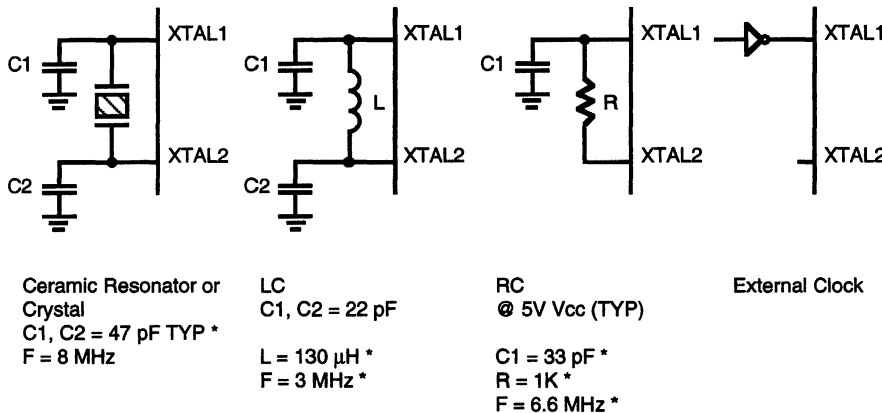 XTAL1
C1
XTAL2
C2
XTAL1
C1
L
XTAL2
C2
XTAL1
C1
R
XTAL2
XTAL1
XTAL2
Ceramic Resonator or
Crystal
C1, C2 = 47 pF TYP *
F = 8 MHz
LC
C1, C2 = 22 pF
L = 130 μH *
F = 3 MHz *
RC
@ 5V Vcc (TYP)
C1 = 33 pF *
R = 1K *
F = 6.6 MHz *
External Clock